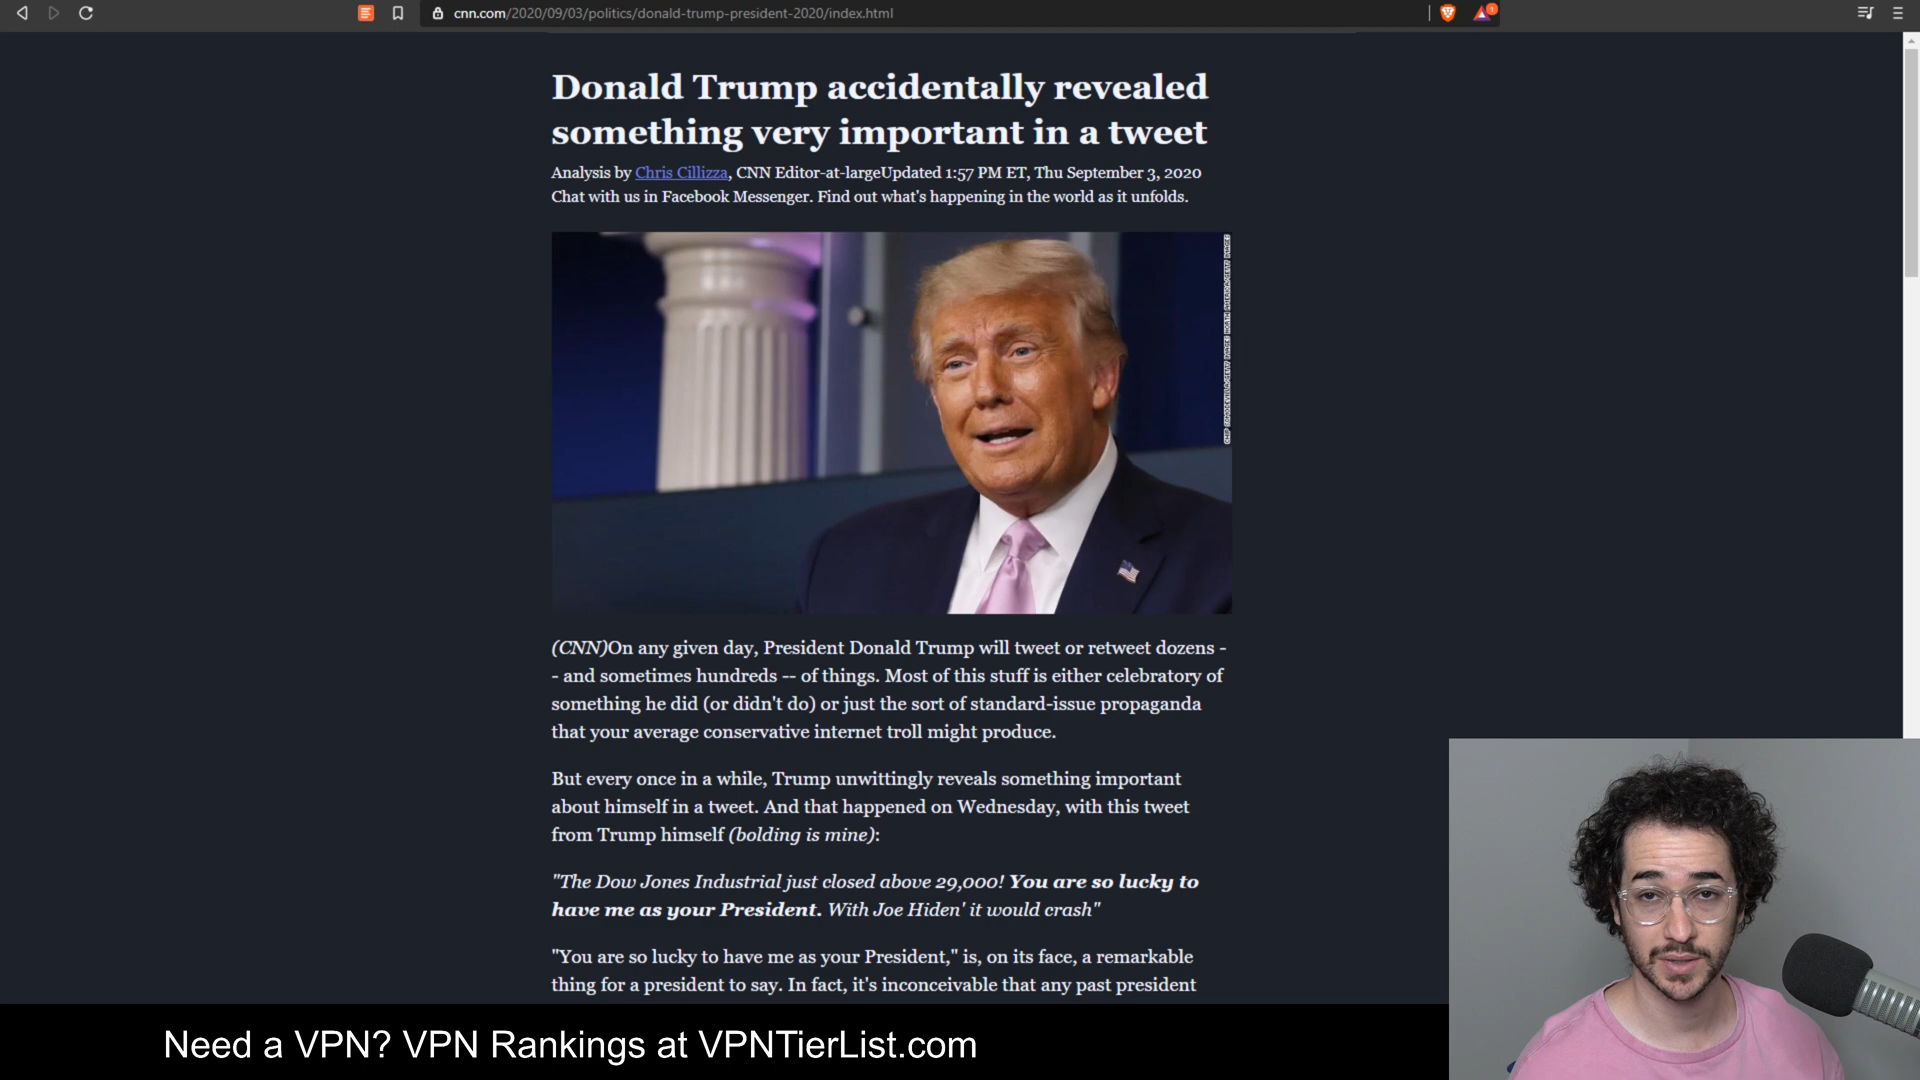 cnn.com/2020/09/03/politics/donald-trump-president-2020/index.html
1
Donald Trump accidentally revealed
something very important in a tweet
Analysis by Chris Cillizza, CNN Editor-at-largeUpdated 1:57 PM ET, Thu September 3, 2020
Chat with us in Facebook Messenger. Find out what's happening in the world as it unfolds.
CHIP SOMODEVILLA/GETTY IMAGES NORTH AMERICA/GETTY IMAGES
(CNN)On any given day, President Donald Trump will tweet or retweet dozens -
- and sometimes hundreds -- of things. Most of this stuff is either celebratory of
something he did (or didn't do) or just the sort of standard-issue propaganda
that your average conservative internet troll might produce.
But every once in a while, Trump unwittingly reveals something important
about himself in a tweet. And that happened on Wednesday, with this tweet
from Trump himself (bolding is mine):
"The Dow Jones Industrial just closed above 29,000! You are so lucky to
have me as your President. With Joe Hiden' it would crash"
"You are so lucky to have me as your President," is, on its face, a remarkable
thing for a president to say. In fact, it's inconceivable that any past president
Need a VPN? VPN Rankings at VPNTierList.com